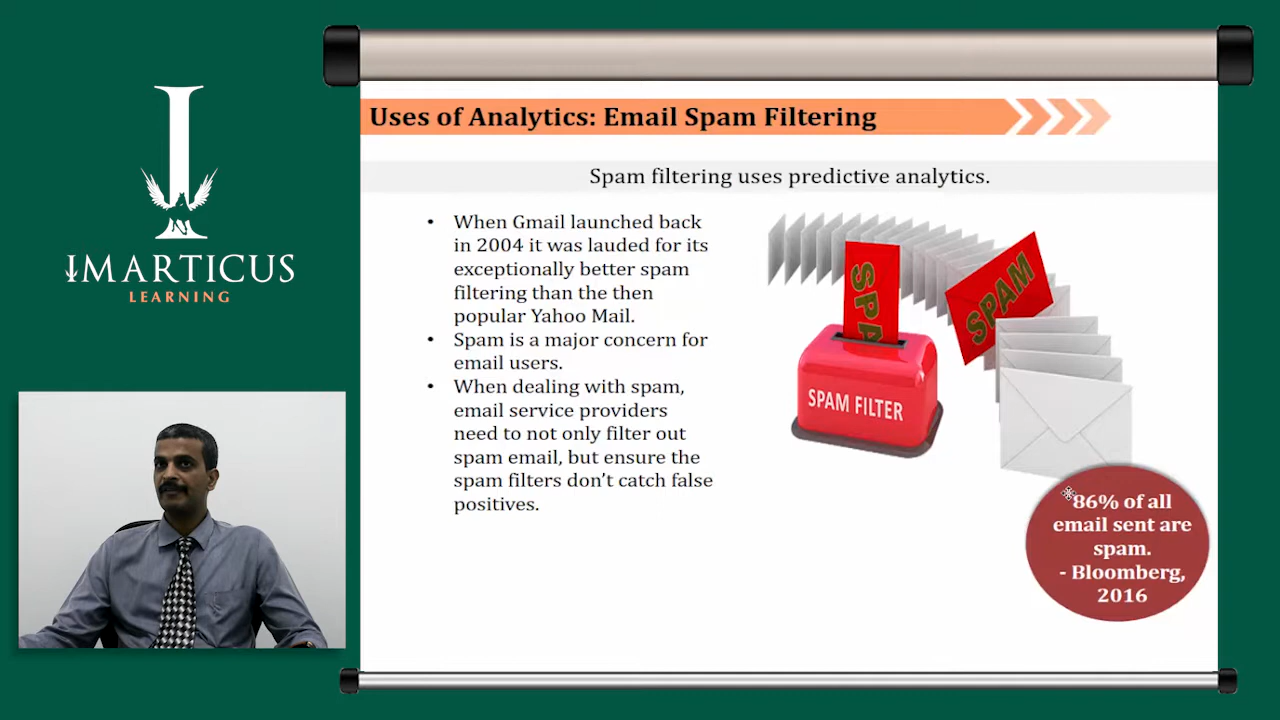 IMARTICUS
LEARNING
Uses of Analytics: Email Spam Filtering
Spam filtering uses predictive analytics.
• When Gmail launched back
in 2004 it was lauded for its
exceptionally better spam
filtering than the then
popular Yahoo Mail.
• Spam is a major concern for
email users.
• When dealing with spam,
email service providers
need to not only filter out
spam email, but ensure the
spam filters don’t catch false
positives.
SPA
SPAM
SPAM FILTER
86% of all
email sent are
spam.
- Bloomberg,
2016